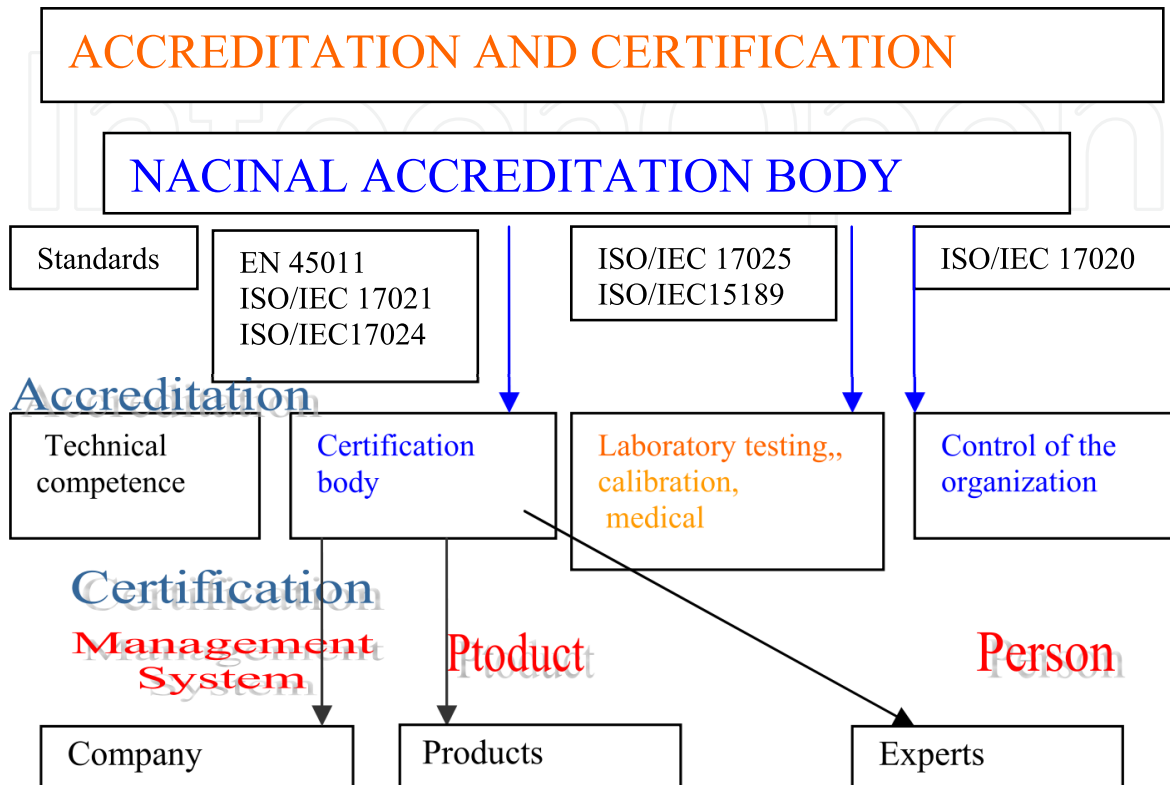 ACCREDITATION AND CERTIFICATION
NACINAL ACCREDITATION BODY
Standards
EN 45011
ISO/IEC 17021
ISO/IEC17024
ISO/IEC 17025
ISO/IEC15189
ISO/IEC 17020
Accreditation
Technical
competence
Certification
body
Laboratory testing,,
calibration,
medical
Control of the
organization
Certification
Management
System
Ptoduct
Person
Company
Products
Experts
InTechOpen